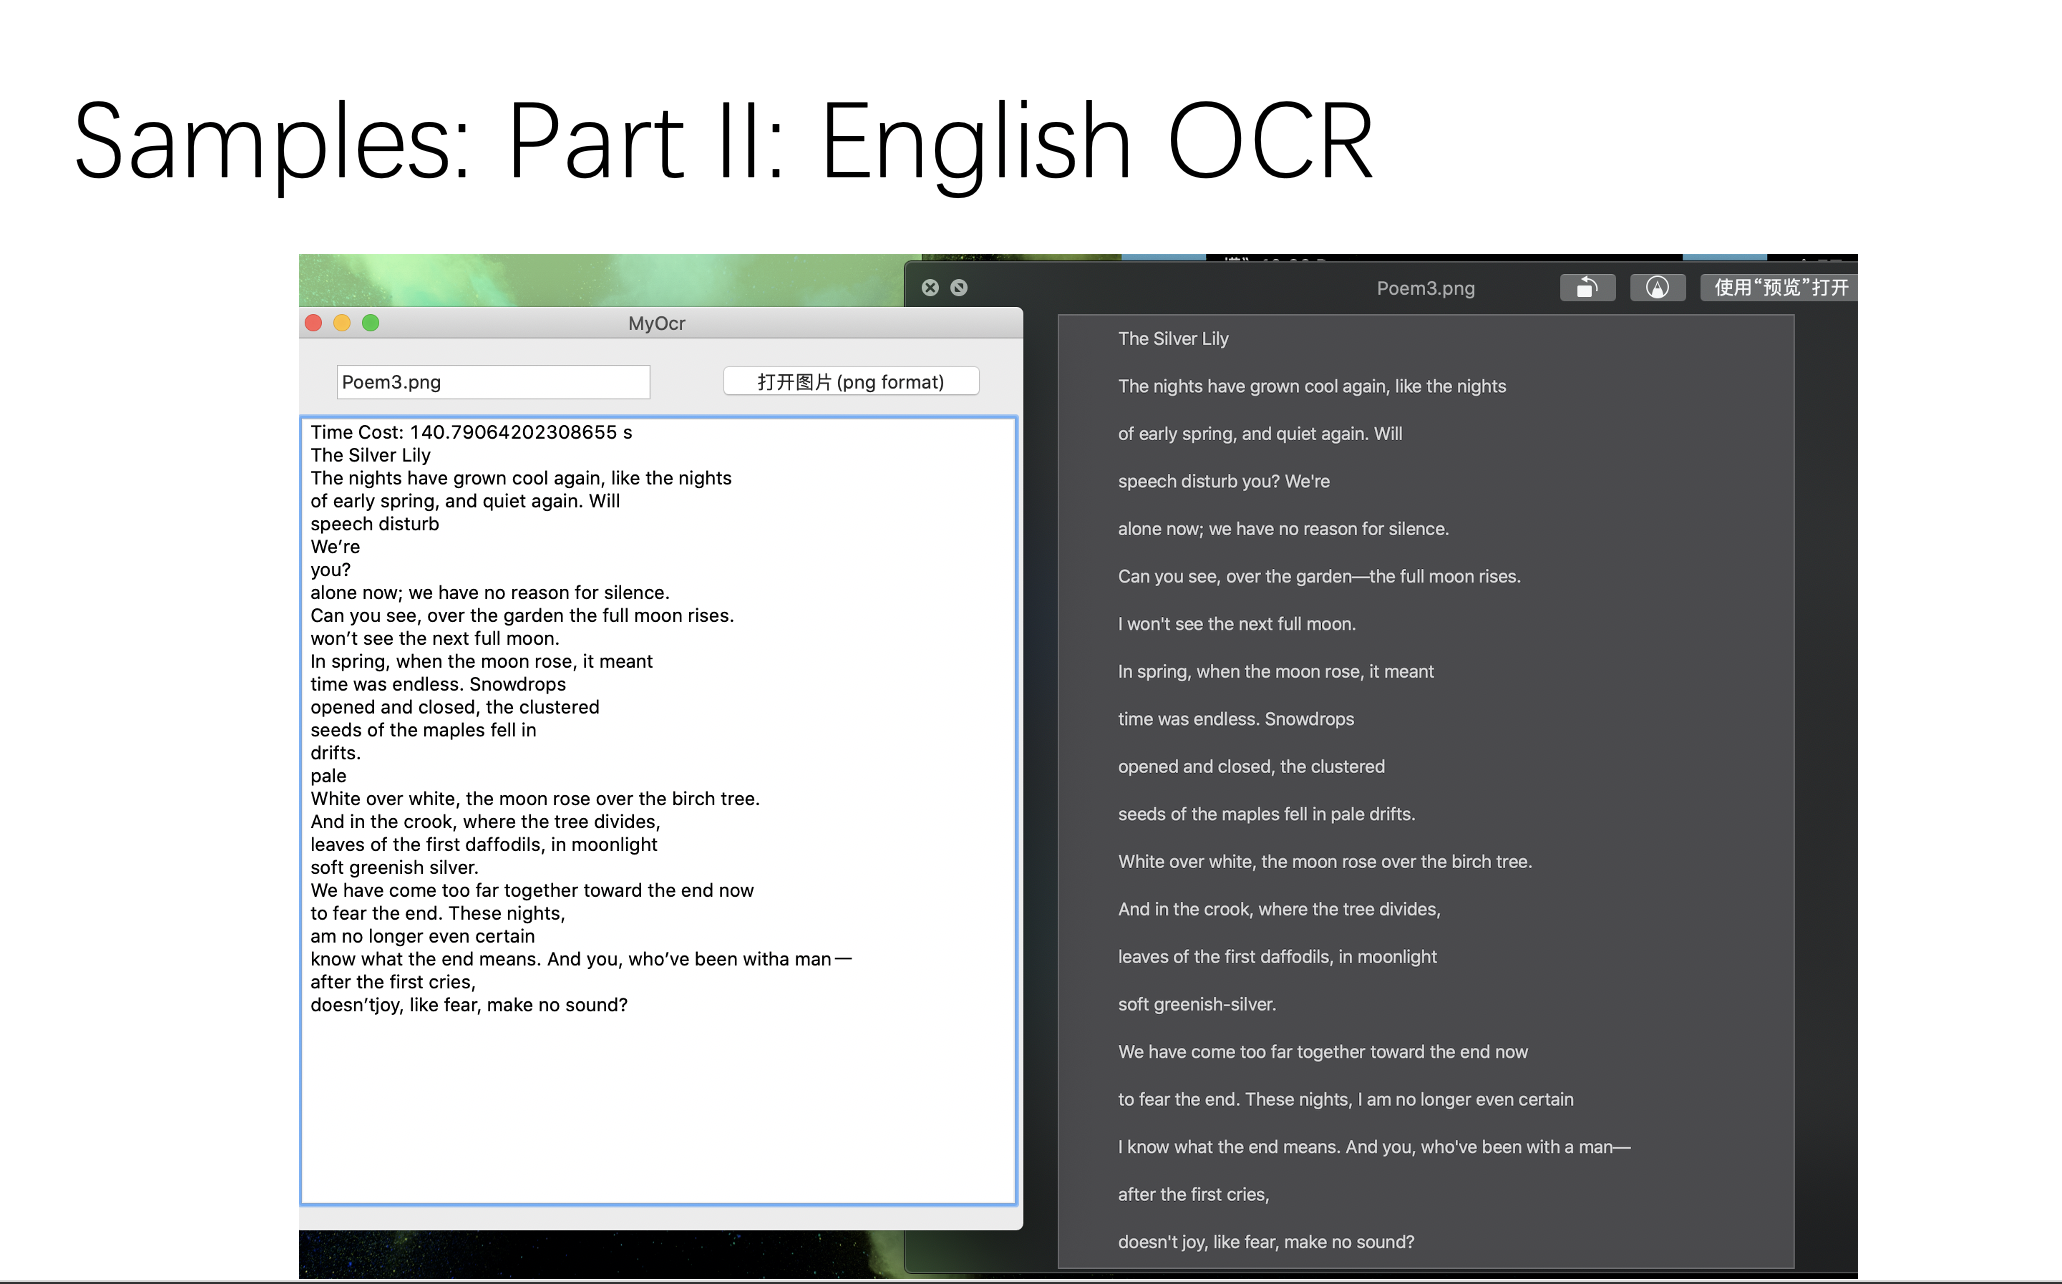 Samples: Part II: English OCR
MyOcr
Poem3.png
打开图片 (png format)
Time Cost: 140.79064202308655 s
The Silver Lily
The nights have grown cool again, like the nights
of early spring, and quiet again. Will
speech disturb
We’re
you?
alone now; we have no reason for silence.
Can you see, over the garden the full moon rises.
won’t see the next full moon.
In spring, when the moon rose, it meant
time was endless. Snowdrops
opened and closed, the clustered
seeds of the maples fell in
drifts.
pale
White over white, the moon rose over the birch tree.
And in the crook, where the tree divides,
leaves of the first daffodils, in moonlight
soft greenish silver.
We have come too far together toward the end now
to fear the end. These nights,
am no longer even certain
know what the end means. And you, who’ve been witha man—
after the first cries,
doesn’tjoy, like fear, make no sound?
Poem3.png
使用“预览”打开
The Silver Lily
The nights have grown cool again, like the nights
of early spring, and quiet again. Will
speech disturb you? We're
alone now; we have no reason for silence.
Can you see, over the garden—the full moon rises.
I won't see the next full moon.
In spring, when the moon rose, it meant
time was endless. Snowdrops
opened and closed, the clustered
seeds of the maples fell in pale drifts.
White over white, the moon rose over the birch tree.
And in the crook, where the tree divides,
leaves of the first daffodils, in moonlight
soft greenish-silver.
We have come too far together toward the end now
to fear the end. These nights, I am no longer even certain
I know what the end means. And you, who've been with a man—
after the first cries,
doesn't joy, like fear, make no sound?